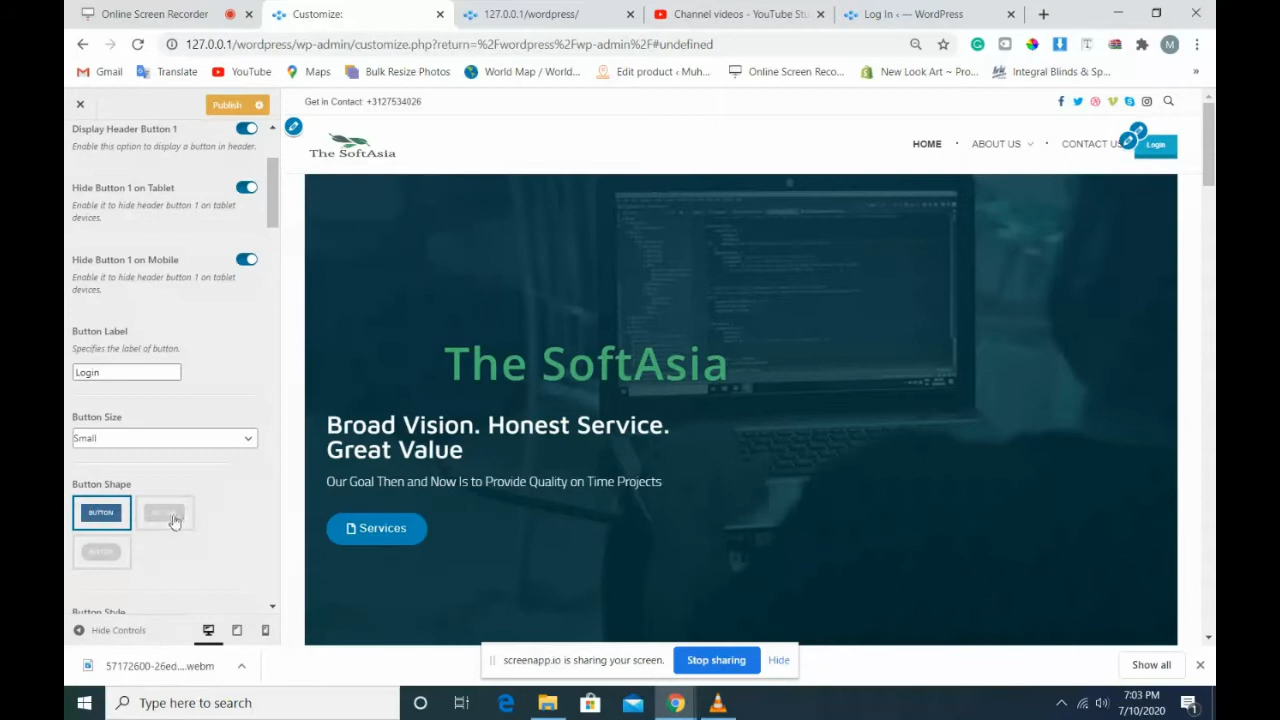 Online Screen Recorder
Customize:
127.0.0.1/wordpress/
Channel videos - YouTube Stu
Log In ‹ — WordPress
127.0.0.1/wordpress/wp-admin/customize.php?return=%2Fwordpress%2Fwp-admin%2F#undefined
M
Gmail
Translate
YouTube
Maps
Bulk Resize Photos
World Map / World...
Edit product ‹ Muh...
Online Screen Reco...
New Look Art ~ Pro...
Integral Blinds & Sp...
»
Publish
Get in Contact: +3127534026
Display Header Button 1
Enable this option to display a button in header.
The SoftAsia
HOME
ABOUT US
CONTACT US
Login
Hide Button 1 on Tablet
Enable it to hide header button 1 on tablet
devices.
Hide Button 1 on Mobile
Enable it to hide header button 1 on tablet
devices.
Button Label
Specifies the label of button.
Login
Button Size
Small
Button Shape
BUTTON
BUTTON
Button Style
Hide Controls
The SoftAsia
Broad Vision. Honest Service.
Great Value
Our Goal Then and Now Is to Provide Quality on Time Projects
Services
screenapp.io is sharing your screen.
Stop sharing
Hide
57172600-26ed....webm
Show all
Type here to search
7:03 PM
7/10/2020
1